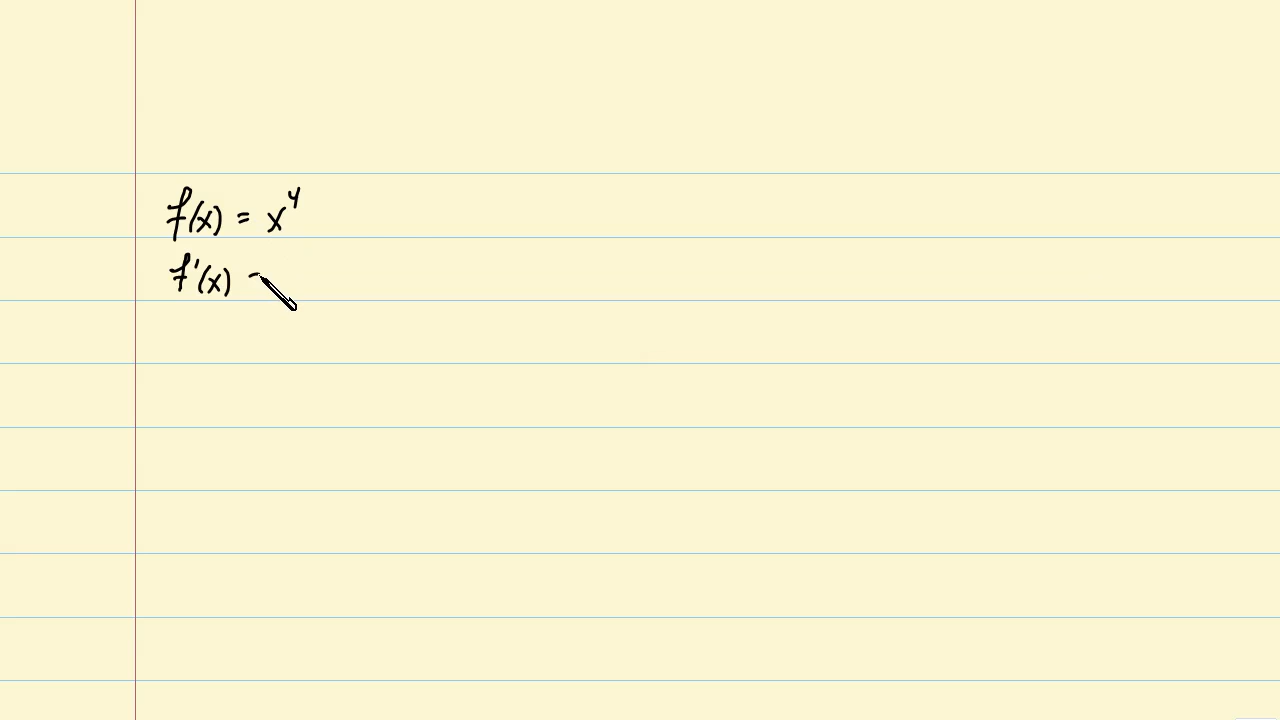 f(x) = x⁴
f'(x) -